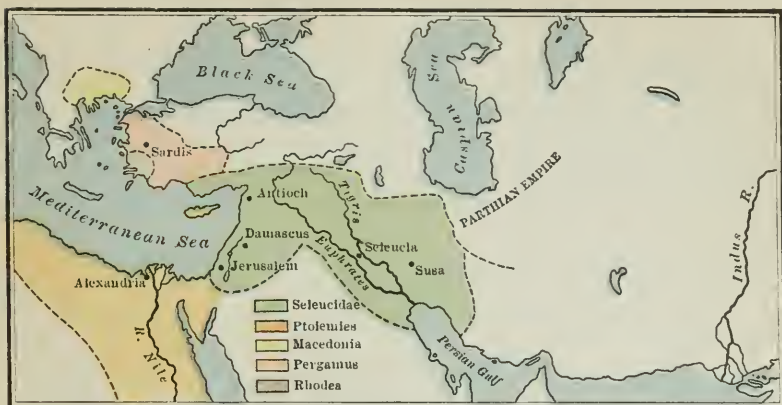 Black Sea
Caspian Sea
Sardis
Mediterranean Sea
Antioch
Tigris
PARTHIAN EMPIRE
Damascus
Euphrates
Seleucia
Susa
Jerusalem
Alexandria
Indus R.
R. Nile
Persian Gulf
Seleucidae
Ptolemies
Macedonia
Pergamus
Rhodea